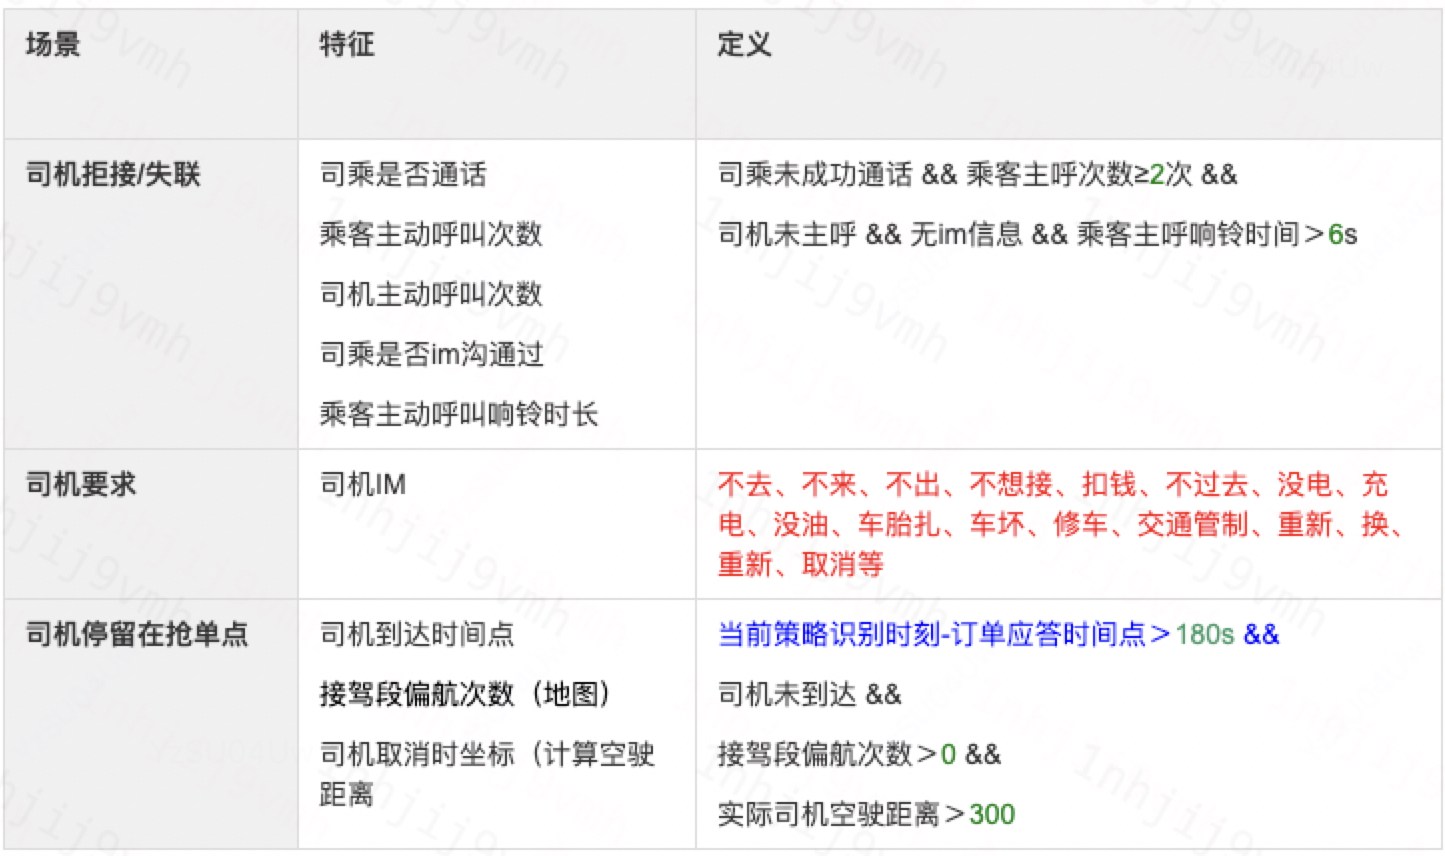 场景
特征
定义
司机拒接/失联
司乘是否通话
乘客主动呼叫次数
司机主动呼叫次数
司乘是否im沟通过
乘客主动呼叫响铃时长
司乘未成功通话 && 乘客主呼次数≥2次 &&
司机未主呼 && 无im信息 && 乘客主呼响铃时间＞6s
司机要求
司机IM
不去、不来、不出、不想接、扣钱、不过去、没电、充
电、没油、车胎扎、车坏、修车、交通管制、重新、换、
重新、取消等
司机停留在抢单点
司机到达时间点
接驾段偏航次数（地图）
司机取消时坐标（计算空驶
距离
当前策略识别时刻-订单应答时间点＞180s &&
司机未到达 &&
接驾段偏航次数＞0 &&
实际司机空驶距离＞300